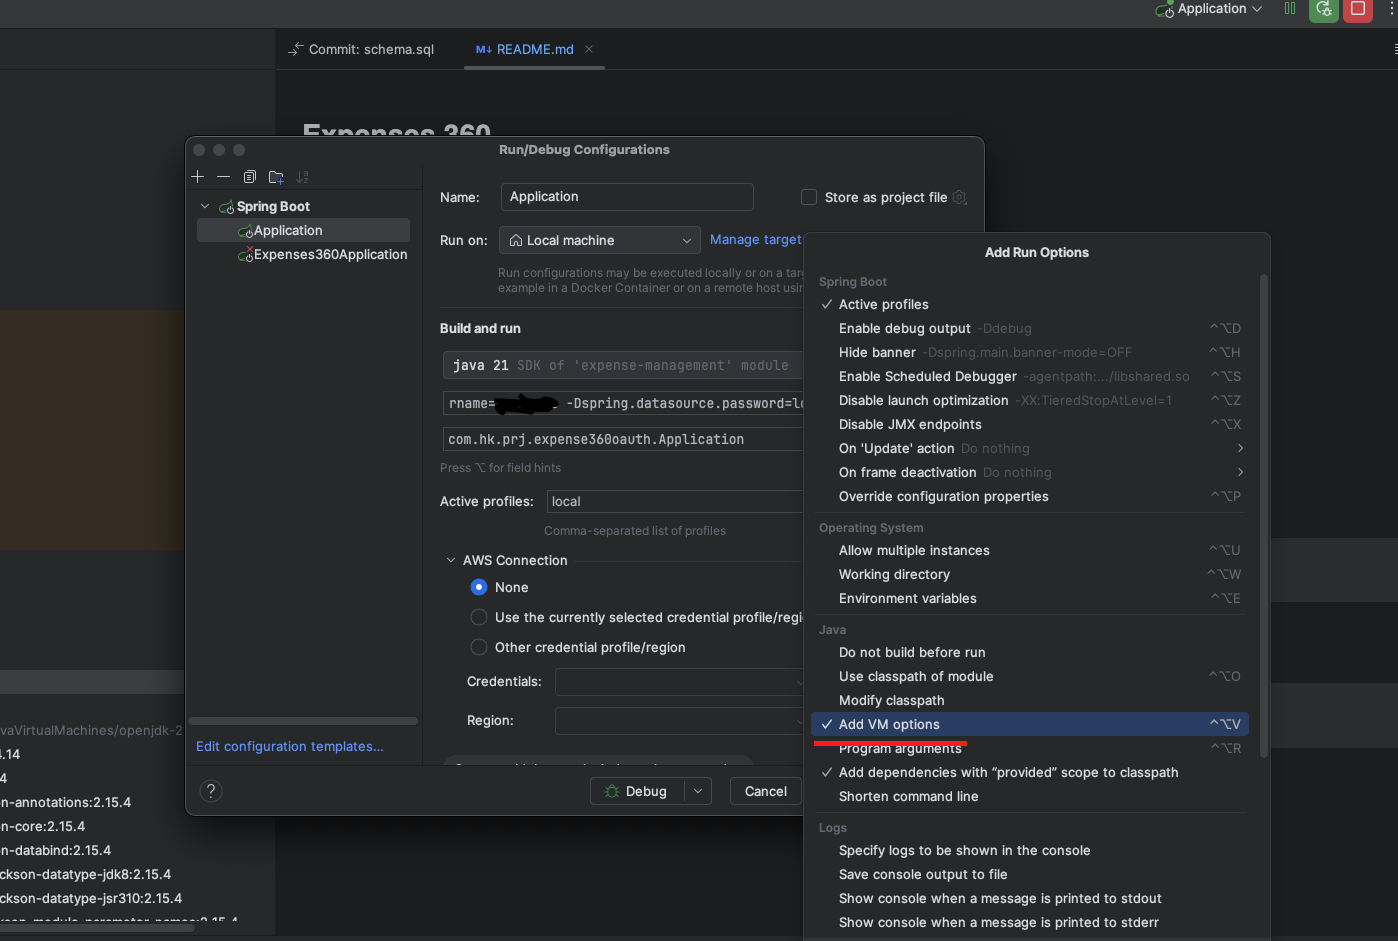 Application
Commit: schema.sql
M↓ README.md
Expenses 360
Run/Debug Configurations
Spring Boot
Application
Expenses360Application
Edit configuration templates...
Name:
Application
Store as project file
Run on:
Local machine
Manage target
Run configurations may be executed locally or on a
example in a Docker Container or on a remote host
Build and run
java 21 SDK of 'expense-management' module
rname= -Dspring.datasource.password=
com.hk.prj.expense360oauth.Application
Press ⌥ for field hints
Active profiles:
local
Comma-separated list of profiles
AWS Connection
None
Use the currently selected credential
Other credential profile/region
Credentials:
Region:
?
Debug
Cancel
Add Run Options
Spring Boot
✓ Active profiles
Enable debug output -Ddebug ^⌥D
Hide banner -Dspring.main.banner-mode=OFF ^⌥H
Enable Scheduled Debugger -agentpath:.../libshared.so ^⌥S
Disable launch optimization -XX:TieredStopAtLevel=1 ^⌥Z
Disable JMX endpoints ^⌥X
On 'Update' action Do nothing
On frame deactivation Do nothing
Override configuration properties ^⌥P
Operating System
Allow multiple instances ^⌥U
Working directory ^⌥W
Environment variables ^⌥E
Java
Do not build before run
Use classpath of module ^⌥O
Modify classpath
✓ Add VM options ^⌥V
Program arguments ^⌥R
✓ Add dependencies with “provided” scope to classpath
Shorten command line
Logs
Specify logs to be shown in the console
Save console output to file
Show console when a message is printed to stdout
Show console when a message is printed to stderr
vaVirtualMachines/openjdk-2
.14
4
n-annotations:2.15.4
n-core:2.15.4
n-databind:2.15.4
ckson-datatype-jdk8:2.15.4
ckson-datatype-jsr310:2.15.4